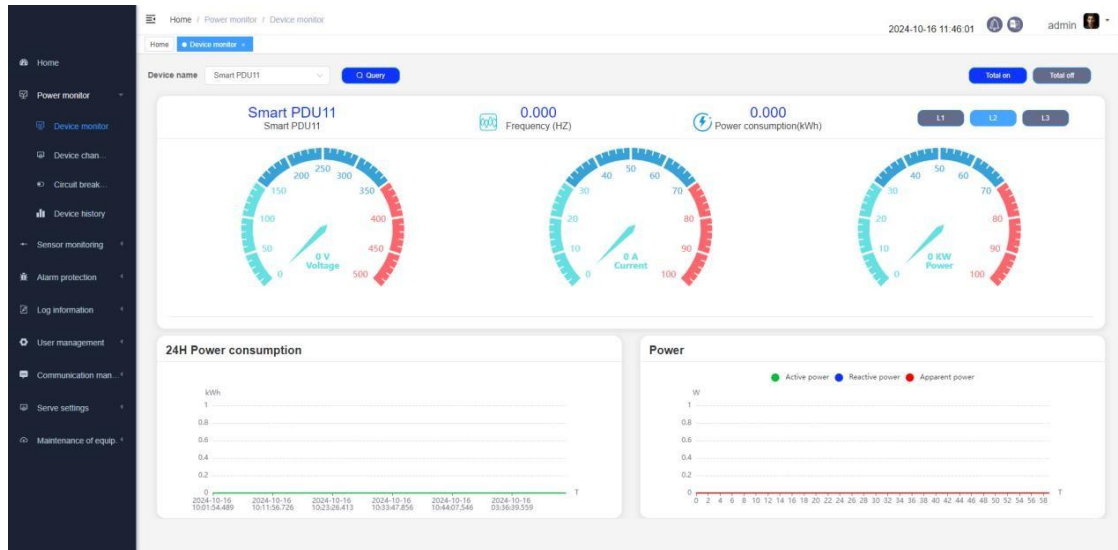 Home / Power monitor / Device monitor
2024-10-16 11:46:01
admin
Home
Device monitor ×
Home
Power monitor
Device monitor
Device chan...
Circuit break...
Device history
Sensor monitoring
Alarm protection
Log information
User management
Communication man...
Serve settings
Maintenance of equip.
Device name Smart PDU11 Query Total on Total off
Smart PDU11
Smart PDU11
0.000
Frequency (HZ)
0.000
Power consumption(kWh)
L1 L2 L3
0 50 100 150 200 250 300 350 400 450 500
0 V
Voltage
0 10 20 30 40 50 60 70 80 90 100
0 A
Current
0 10 20 30 40 50 60 70 80 90 100
0 KW
Power
24H Power consumption
kWh
1
0.8
0.6
0.4
0.2
0
T
2024-10-16 2024-10-16 2024-10-16 2024-10-16 2024-10-16 2024-10-16
10:01:54.489 10:11:56.726 10:23:26.413 10:33:47.856 10:44:07.546 03:36:39.559
Power
Active power Reactive power Apparent power
W
1
0.8
0.6
0.4
0.2
0
T
0 2 4 6 8 10 12 14 16 18 20 22 24 26 28 30 32 34 36 38 40 42 44 46 48 50 52 54 56 58